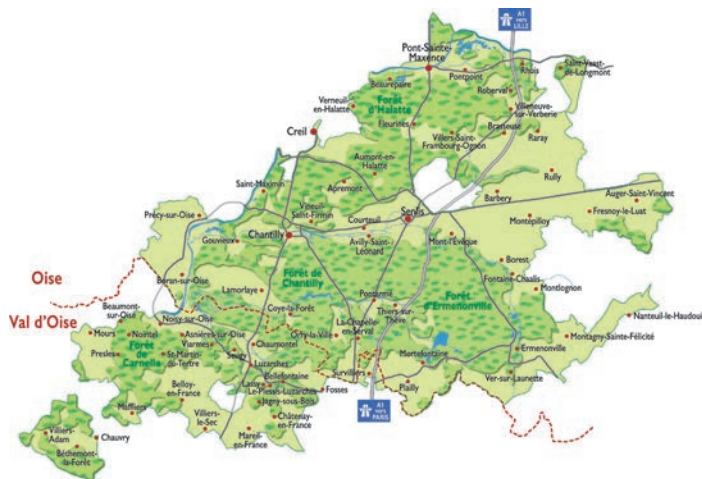 A1
vers
LILLE
Pont-Sainte-
Maxence
Saint-Vaast-
de-Longmont
Rhuis
Pontpoint
Beaurepaire
Roberval
Forêt
d'Halatte
Verneuil-
en-Halatte
Villeneuve-
sur-Verberie
Fleurines
Creil
Brasseuse
Raray
Villers-Saint-
Frambourg-Ognon
Aumont-en-
Halatte
Rully
Apremont
Saint-Maximin
Barbery
Auger-Saint-Vincent
Fresnoy-le-Luat
Vineuil
Saint-Firmin
Précy-sur-Oise
Courteuil
Senlis
Montépilloy
Chantilly
Gouvieux
Avilly-Saint-
Léonard
Mont-l'Évêque
Borest
Oise
Boran-sur-Oise
Forêt de
Chantilly
Fontaine-Chaalis
Montlognon
Lamorlaye
Pontarmé
Forêt
d'Ermenonville
Val d'Oise
Beaumont-
sur-Oise
Coye-la-Forêt
Thiers-sur-
Thève
Nanteuil-le-Haudouin
Noisy-sur-Oise
Mours
Nointel
Asnières-sur-Oise
Viarmes
Orry-la-Ville
La-Chapelle-
en-Serval
Montagny-Sainte-Félicité
Presles
Forêt
de Carnelle
St-Martin-
du-Tertre
Seugy
Chaumontel
Ermenonville
Mortefontaine
Luzarches
Bellefontaine
Survilliers
Ver-sur-Launette
Belloy-
en-France
Lassy
Le-Plessis-Luzarches
Fosses
Plailly
Jagny-sous-Bois
Maffliers
Villiers-
le-Sec
Châtenay-
en-France
A1
vers
PARIS
Mareil-
en-France
Villiers-
Adam
Chauvry
Béthemont-
la-Forêt